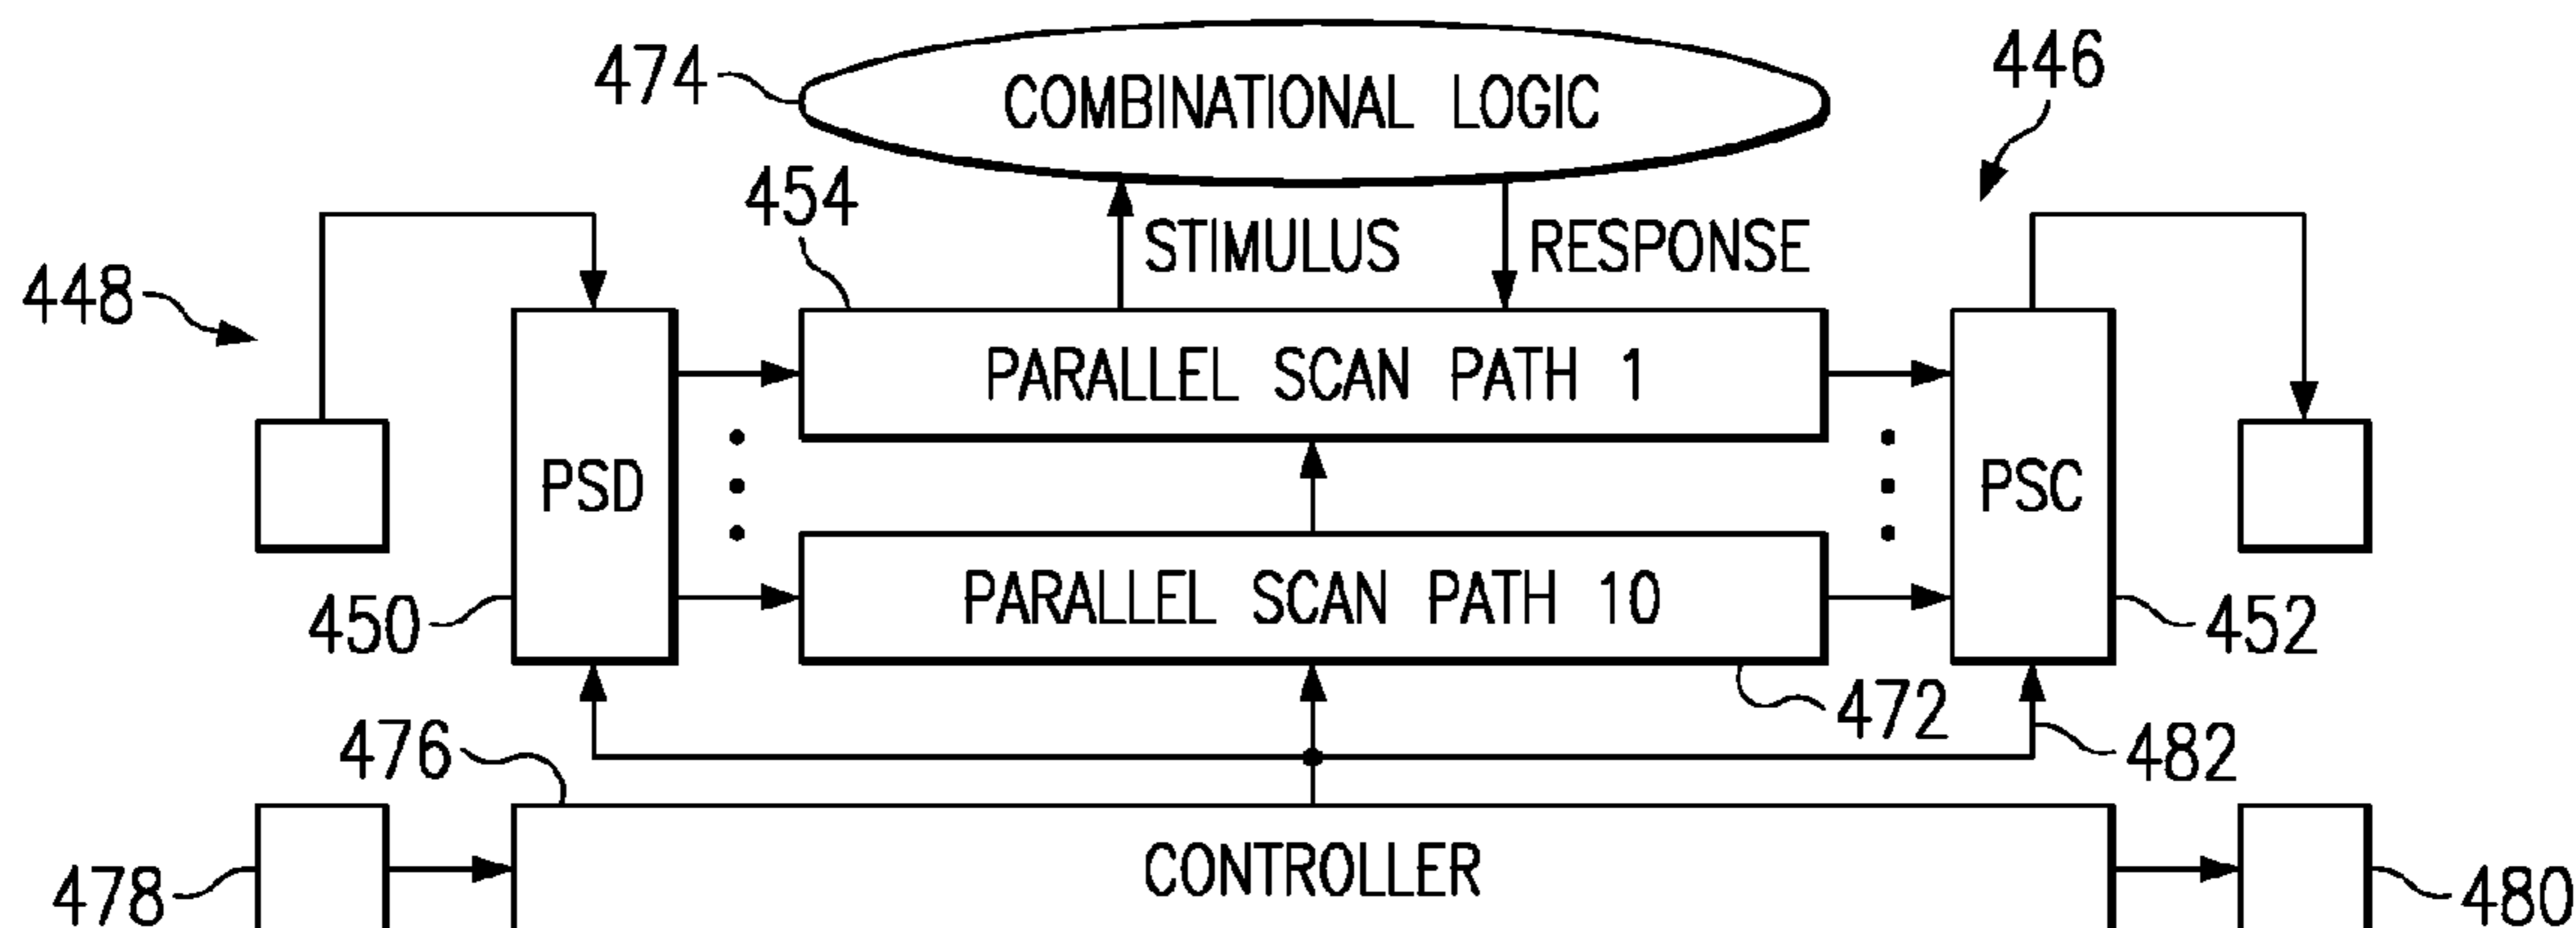 474
COMBINATIONAL LOGIC
446
454
STIMULUS
RESPONSE
448
PARALLEL SCAN PATH 1
PSD
PSC
450
PARALLEL SCAN PATH 10
452
472
476
482
478
CONTROLLER
480